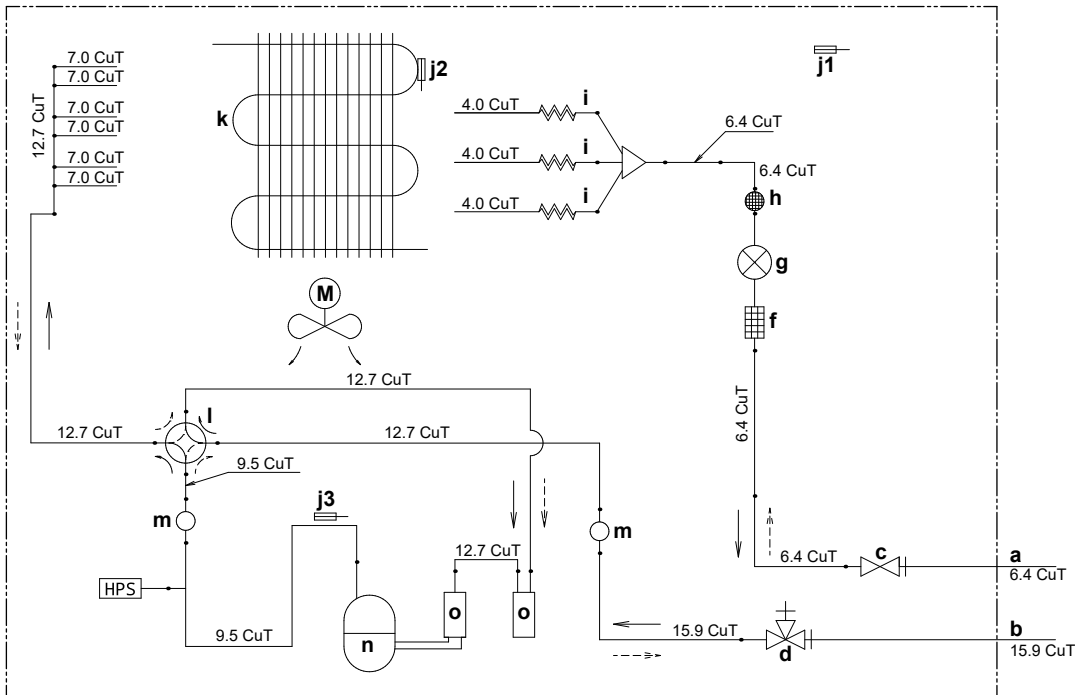 7.0 CuT
7.0 CuT
7.0 CuT
7.0 CuT
7.0 CuT
7.0 CuT
12.7 CuT
k
j2
j1
4.0 CuT
i
4.0 CuT
i
4.0 CuT
i
6.4 CuT
6.4 CuT
h
g
f
M
12.7 CuT
l
12.7 CuT
12.7 CuT
9.5 CuT
6.4 CuT
m
j3
m
12.7 CuT
HPS
9.5 CuT
n
o
o
6.4 CuT
c
a
6.4 CuT
15.9 CuT
d
b
15.9 CuT